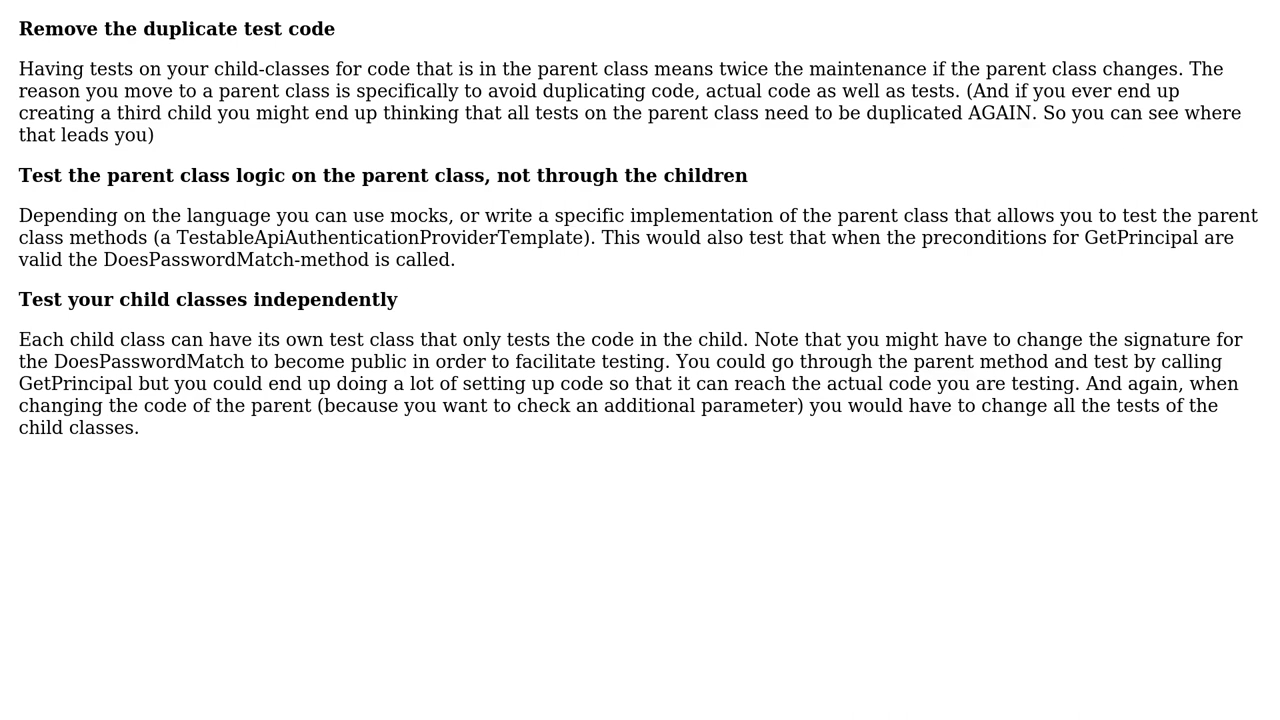 Remove the duplicate test code
Having tests on your child-classes for code that is in the parent class means twice the maintenance if the parent class changes. The
reason you move to a parent class is specifically to avoid duplicating code, actual code as well as tests. (And if you ever end up
creating a third child you might end up thinking that all tests on the parent class need to be duplicated AGAIN. So you can see where
that leads you)
Test the parent class logic on the parent class, not through the children
Depending on the language you can use mocks, or write a specific implementation of the parent class that allows you to test the parent
class methods (a TestableApiAuthenticationProviderTemplate). This would also test that when the preconditions for GetPrincipal are
valid the DoesPasswordMatch-method is called.
Test your child classes independently
Each child class can have its own test class that only tests the code in the child. Note that you might have to change the signature for
the DoesPasswordMatch to become public in order to facilitate testing. You could go through the parent method and test by calling
GetPrincipal but you could end up doing a lot of setting up code so that it can reach the actual code you are testing. And again, when
changing the code of the parent (because you want to check an additional parameter) you would have to change all the tests of the
child classes.